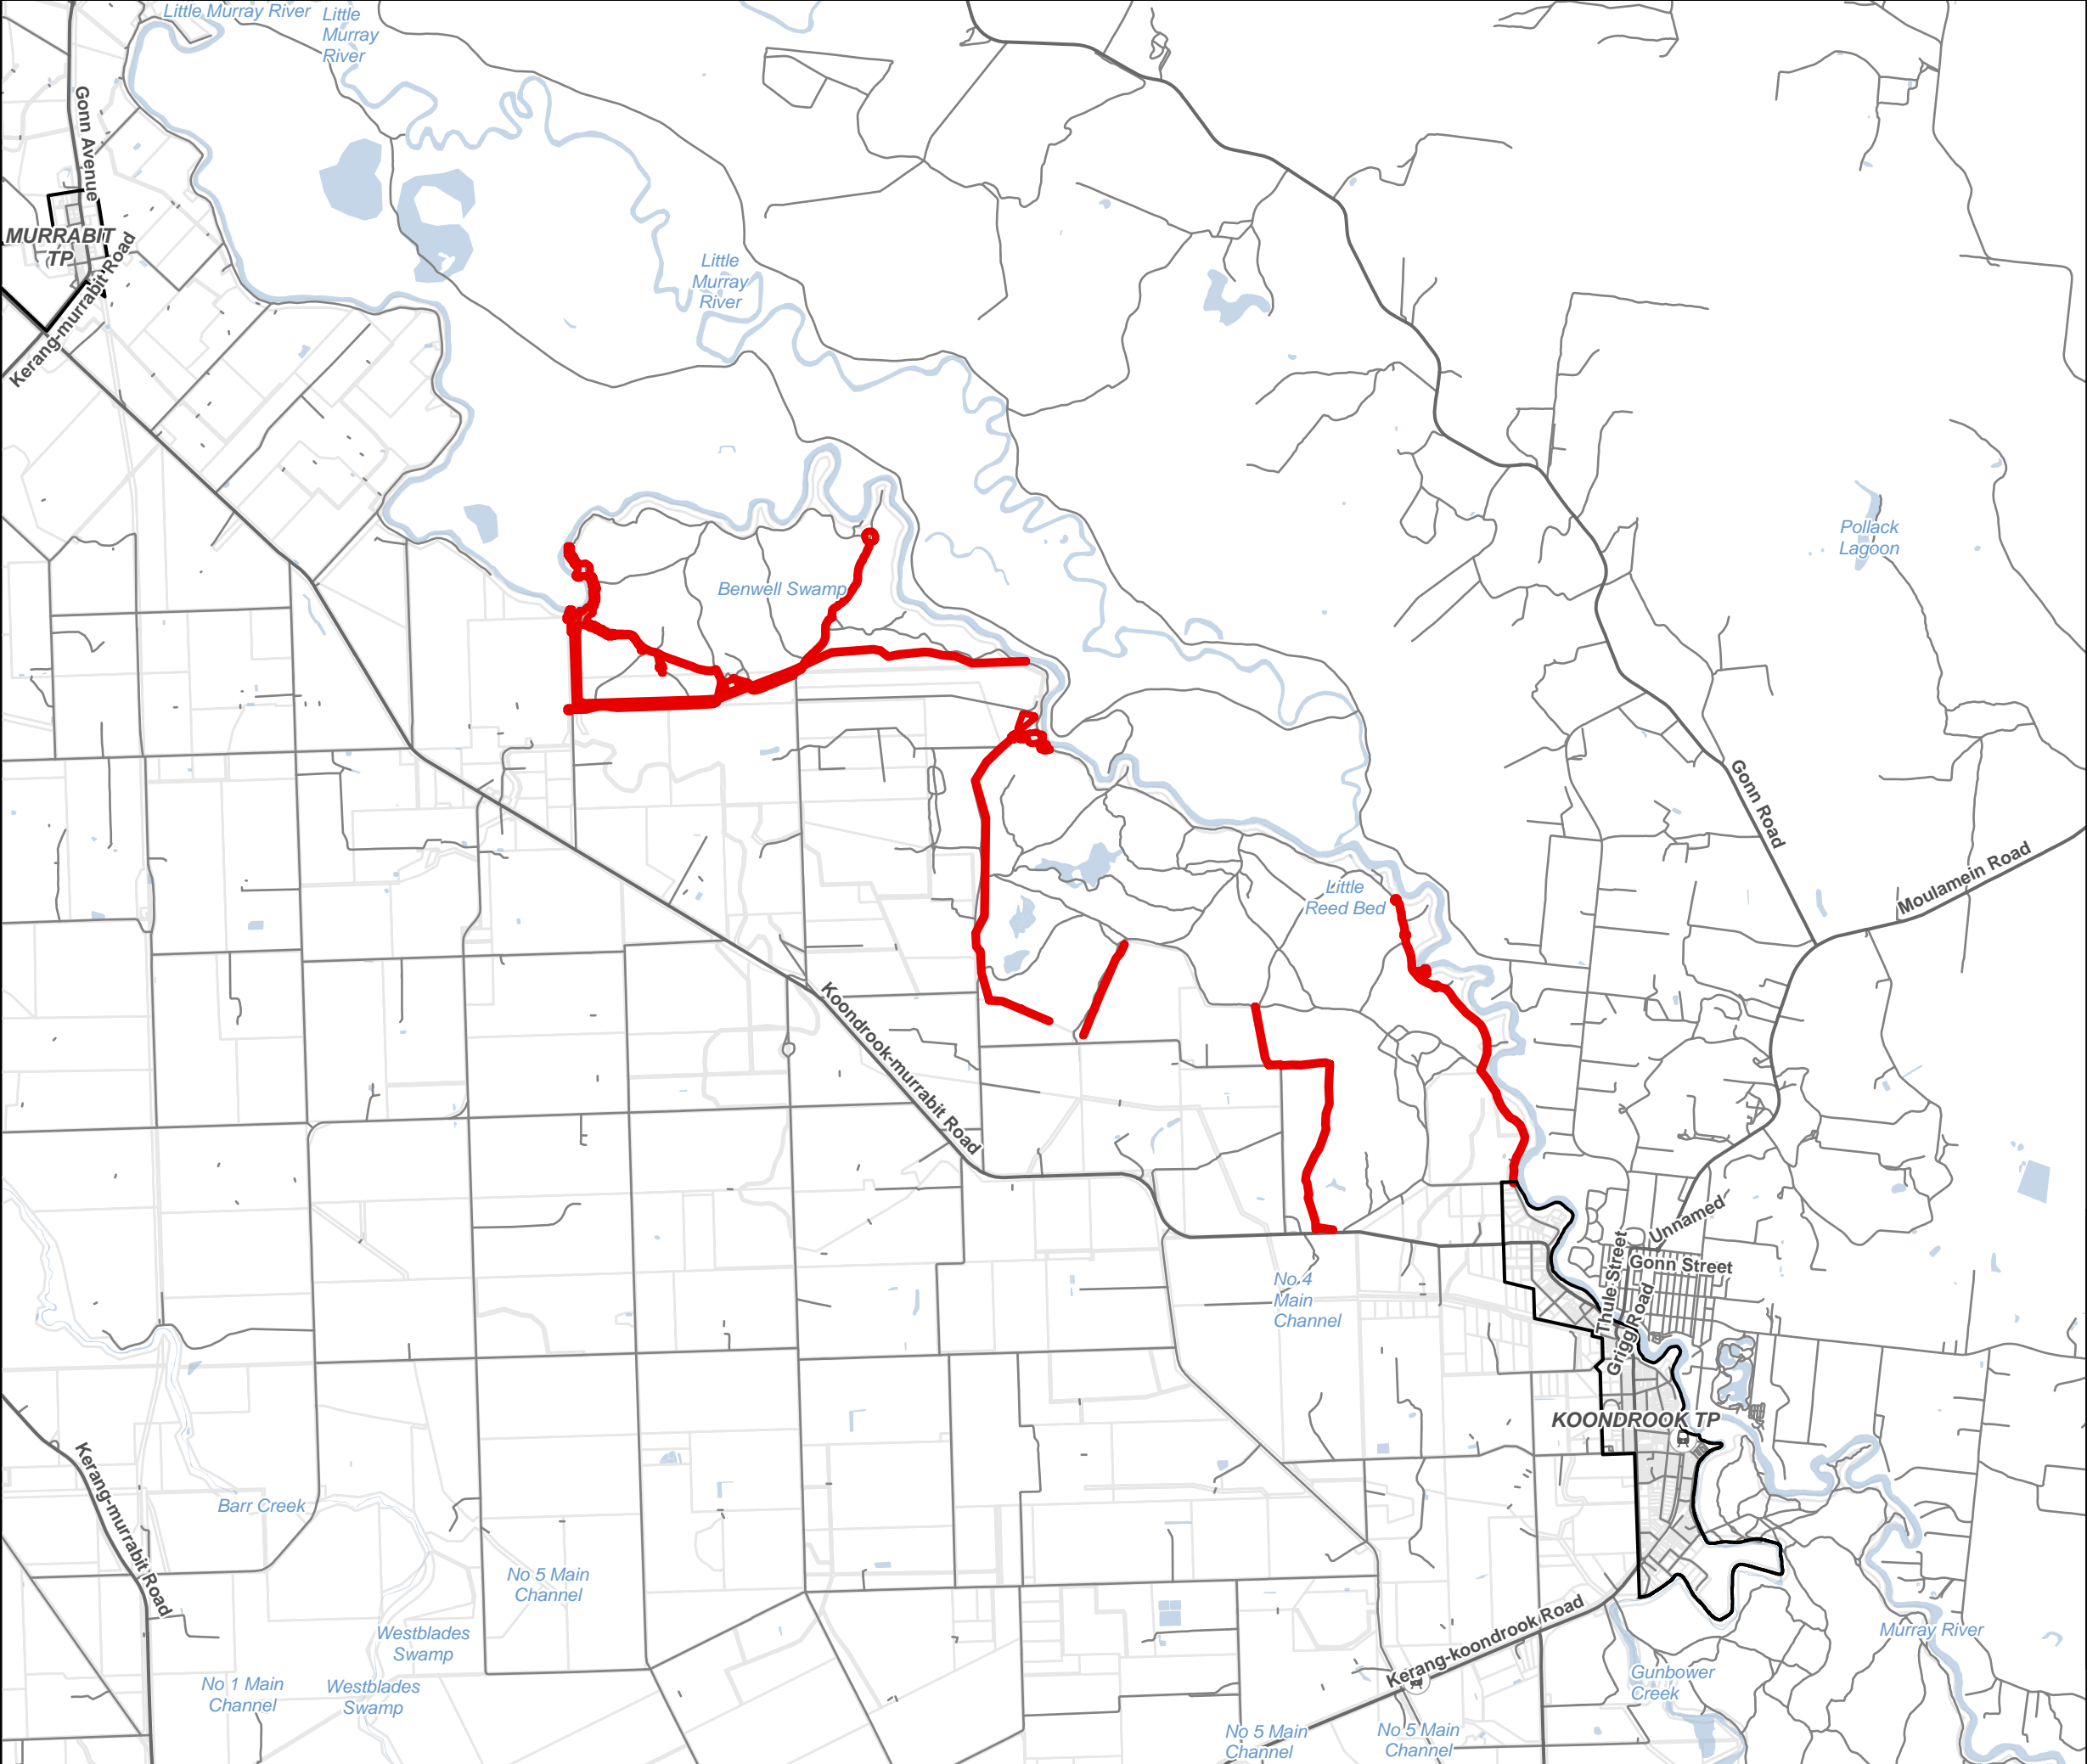 Little Murray River
Little
Murray
River
Gonn Avenue
MURRABIT
TP
Kerang-murrabit Road
Little
Murray
River
Pollack
Lagoon
Benwell Swamp
Gonn Road
Moulamein Road
Little
Reed Bed
Koondrook-murrabit Road
Unnamed
Thule Street
Gonn Street
Grigg Road
No 4
Main
Channel
KOONDROOK TP
Kerang-murrabit Road
Barr Creek
No 5 Main
Channel
Westblades
Swamp
No 1 Main
Channel
Westblades
Swamp
Kerang-koondrook Road
Murray River
Gunbower
Creek
No 5 Main
Channel
No 5 Main
Channel